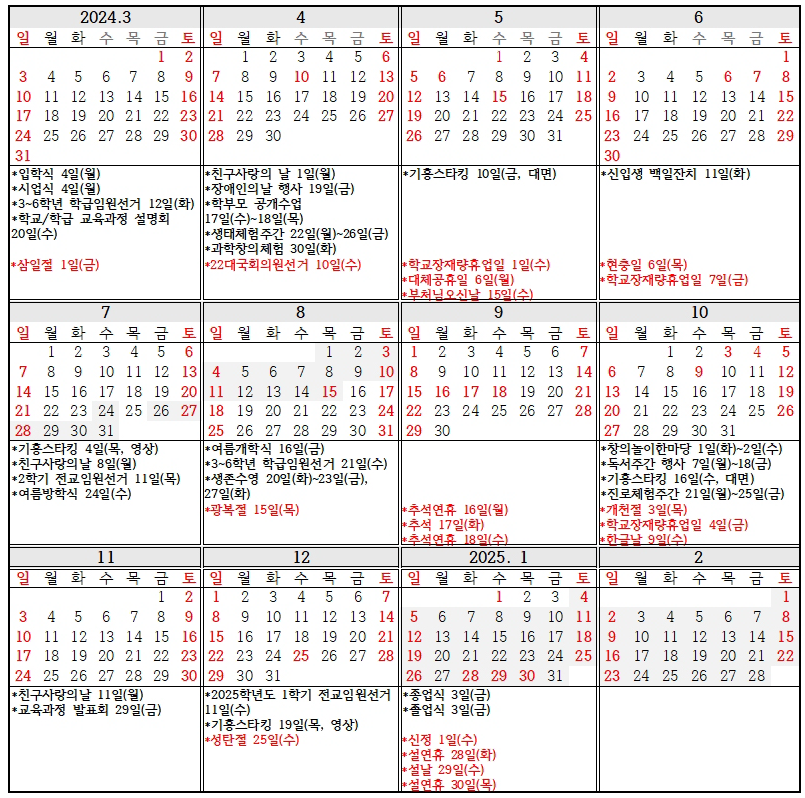 2024.3
일 월 화 수 목 금 토
1 2
3 4 5 6 7 8 9
10 11 12 13 14 15 16
17 18 19 20 21 22 23
24 25 26 27 28 29 30
31
*입학식 4일(월)
*시업식 4일(월)
*3~6학년 학급임원선거 12일(화)
*학교/학급 교육과정 설명회
20일(수)
*삼일절 1일(금)
4
일 월 화 수 목 금 토
1 2 3 4 5 6
7 8 9 10 11 12 13
14 15 16 17 18 19 20
21 22 23 24 25 26 27
28 29 30
*친구사랑의 날 1일(월)
*장애인의날 행사 19일(금)
*학부모 공개수업
17일(수)~18일(목)
*생태체험주간 22일(월)~26일(금)
*과학창의체험 30일(화)
*22대국회의원선거 10일(수)
5
일 월 화 수 목 금 토
1 2 3 4
5 6 7 8 9 10 11
12 13 14 15 16 17 18
19 20 21 22 23 24 25
26 27 28 29 30 31
*기흥스타킹 10일(금, 대면)
*학교장재량휴업일 1일(수)
*대체공휴일 6일(월)
*부처님오신날 15일(수)
6
일 월 화 수 목 금 토
1
2 3 4 5 6 7 8
9 10 11 12 13 14 15
16 17 18 19 20 21 22
23 24 25 26 27 28 29
30
*신입생 백일잔치 11일(화)
*현충일 6일(목)
*학교장재량휴업일 7일(금)
7
일 월 화 수 목 금 토
1 2 3 4 5 6
7 8 9 10 11 12 13
14 15 16 17 18 19 20
21 22 23 24 25 26 27
28 29 30 31
*기흥스타킹 4일(목, 영상)
*친구사랑의날 8일(월)
*2학기 전교임원선거 11일(목)
*여름방학식 24일(수)
8
일 월 화 수 목 금 토
1 2 3
4 5 6 7 8 9 10
11 12 13 14 15 16 17
18 19 20 21 22 23 24
25 26 27 28 29 30 31
*여름개학식 16일(금)
*3~6학년 학급임원선거 21일(수)
*생존수영 20일(화)~23일(금),
27일(화)
*광복절 15일(목)
9
일 월 화 수 목 금 토
1 2 3 4 5 6 7
8 9 10 11 12 13 14
15 16 17 18 19 20 21
22 23 24 25 26 27 28
29 30
*추석연휴 16일(월)
*추석 17일(화)
*추석연휴 18일(수)
10
일 월 화 수 목 금 토
1 2 3 4 5
6 7 8 9 10 11 12
13 14 15 16 17 18 19
20 21 22 23 24 25 26
27 28 29 30 31
*창의놀이한마당 1일(화)~2일(수)
*독서주간 행사 7일(월)~18(금)
*기흥스타킹 16일(수, 대면)
*진로체험주간 21일(월)~25일(금)
*개천절 3일(목)
*학교장재량휴업일 4일(금)
*한글날 9일(수)
11
일 월 화 수 목 금 토
1 2
3 4 5 6 7 8 9
10 11 12 13 14 15 16
17 18 19 20 21 22 23
24 25 26 27 28 29 30
*친구사랑의날 11일(월)
*교육과정 발표회 29일(금)
12
일 월 화 수 목 금 토
1 2 3 4 5 6 7
8 9 10 11 12 13 14
15 16 17 18 19 20 21
22 23 24 25 26 27 28
29 30 31
*2025학년도 1학기 전교임원선거
11일(수)
*기흥스타킹 19일(목, 영상)
*성탄절 25일(수)
2025. 1
일 월 화 수 목 금 토
1 2 3 4
5 6 7 8 9 10 11
12 13 14 15 16 17 18
19 20 21 22 23 24 25
26 27 28 29 30 31
*종업식 3일(금)
*졸업식 3일(금)
*신정 1일(수)
*설연휴 28일(화)
*설날 29일(수)
*설연휴 30일(목)
2
일 월 화 수 목 금 토
1
2 3 4 5 6 7 8
9 10 11 12 13 14 15
16 17 18 19 20 21 22
23 24 25 26 27 28